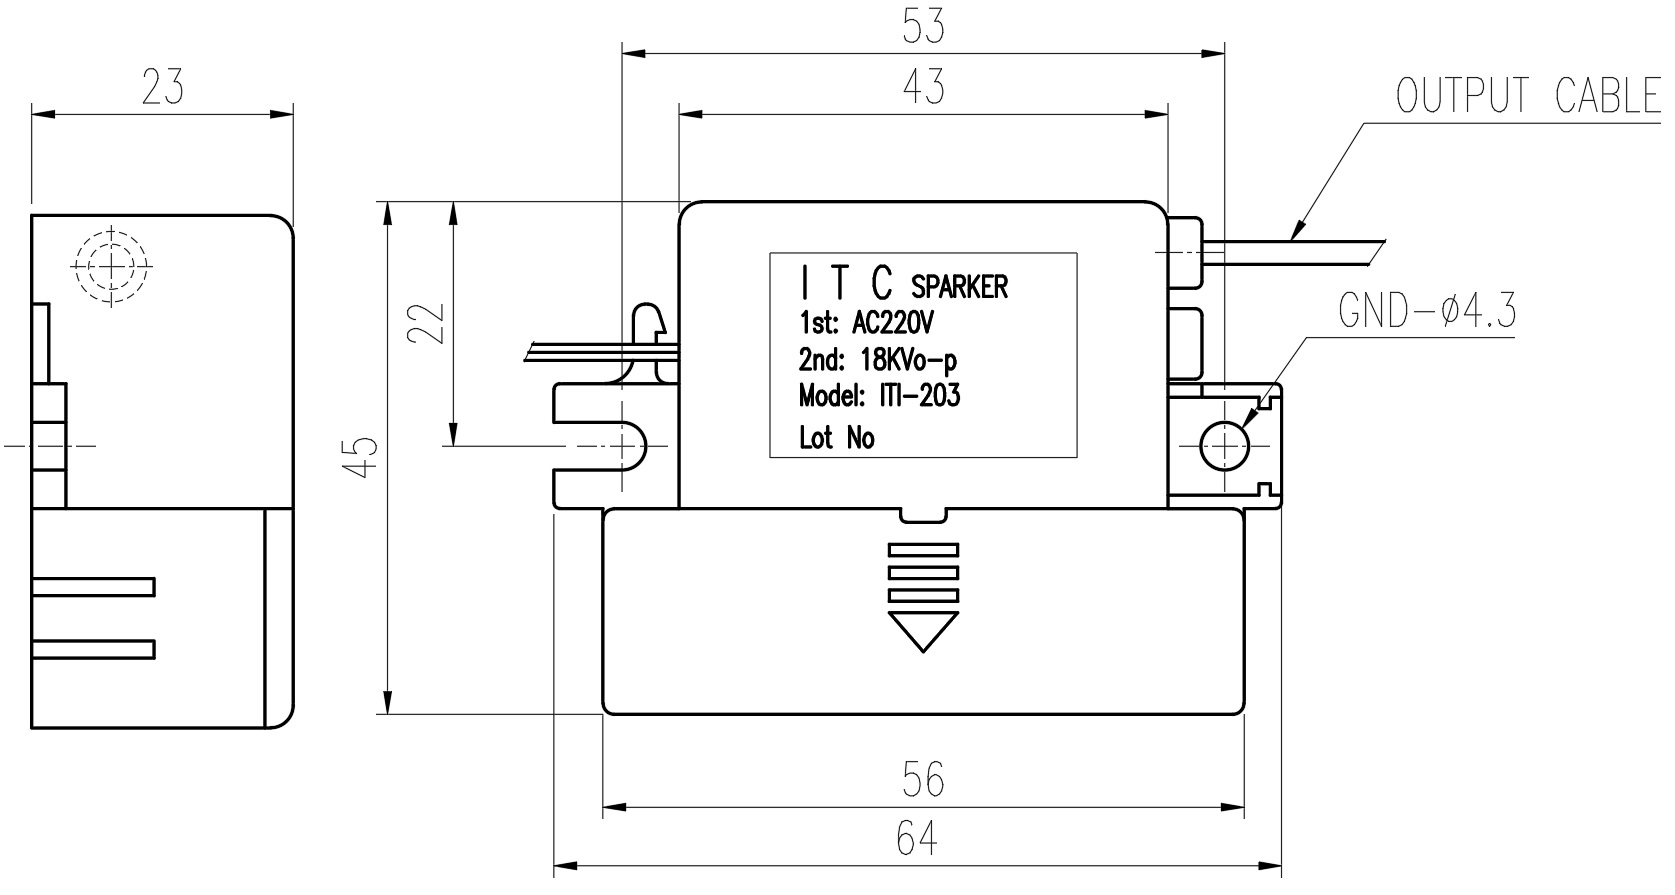 53
23
43
OUTPUT CABLE
I T C SPARKER
1st: AC220V
2nd: 18KVo-p
Model: ITI-203
Lot No
GND-ø4.3
22
45
56
64